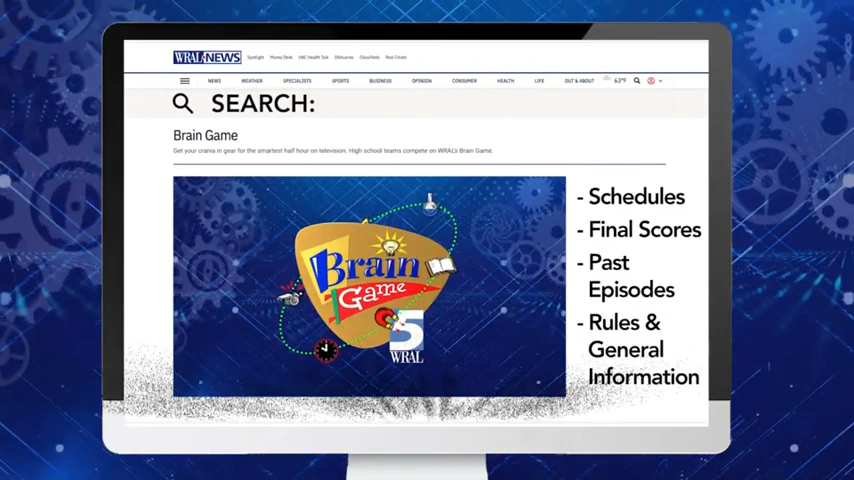 WRAL NEWS
Spotlight Money Desk UNC Health Talk Obituaries Classifieds Real Estate
NEWS WEATHER SPECIALISTS SPORTS BUSINESS OPINION CONSUMER HEALTH LIFE OUT & ABOUT 63°F
SEARCH:
Brain Game
Get your crania in gear for the smartest half hour on television. High school teams compete on WRAL's Brain Game.
- Schedules
- Final Scores
- Past
Episodes
- Rules &
General
Information
Brain
Game
5
WRAL